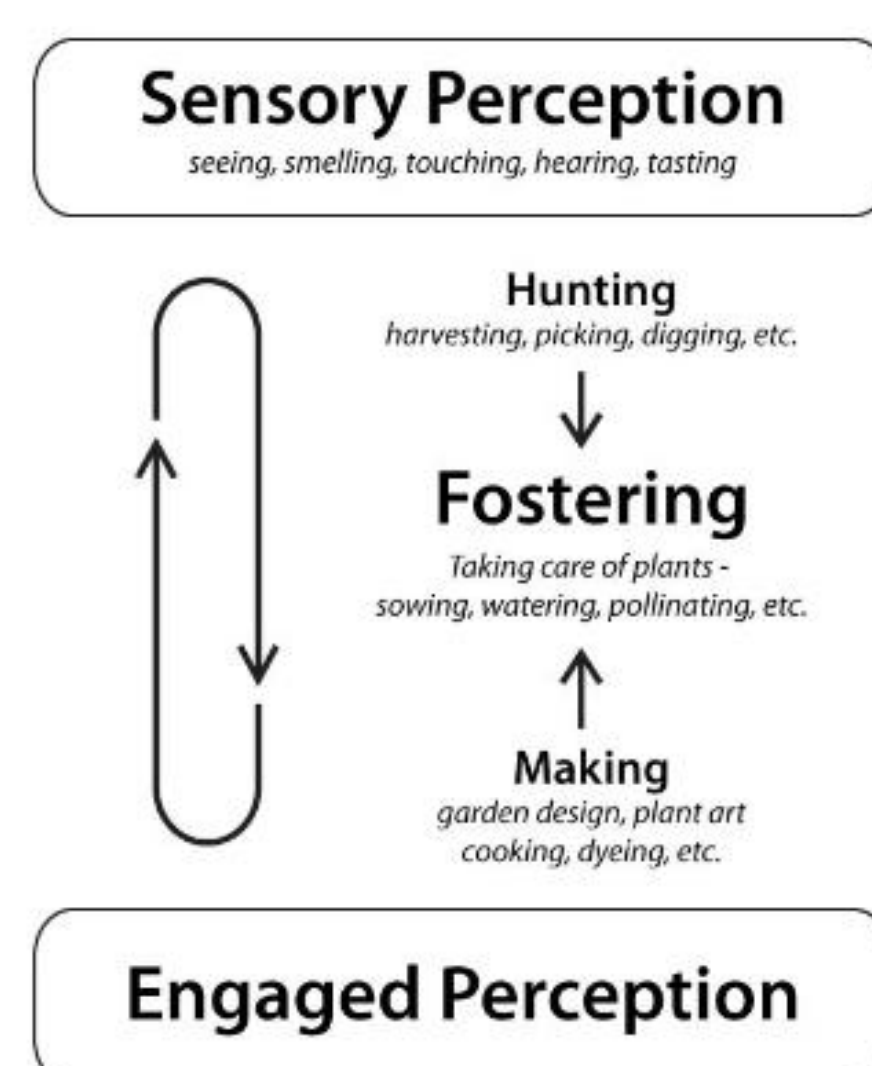 Sensory Perception
seeing, smelling, touching, hearing, tasting
Hunting
harvesting, picking, digging, etc.
Fostering
Taking care of plants -
sowing, watering, pollinating, etc.
Making
garden design, plant art
cooking, dyeing, etc.
Engaged Perception